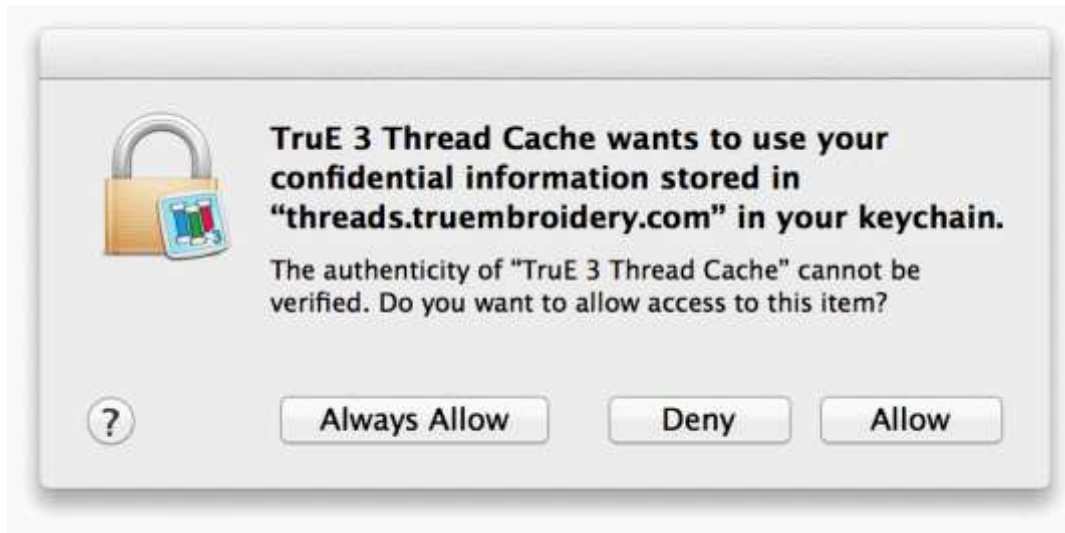 TruE 3 Thread Cache wants to use your
confidential information stored in
“threads.truembroidery.com” in your keychain.
The authenticity of “TruE 3 Thread Cache” cannot be
verified. Do you want to allow access to this item?
? Always Allow Deny Allow